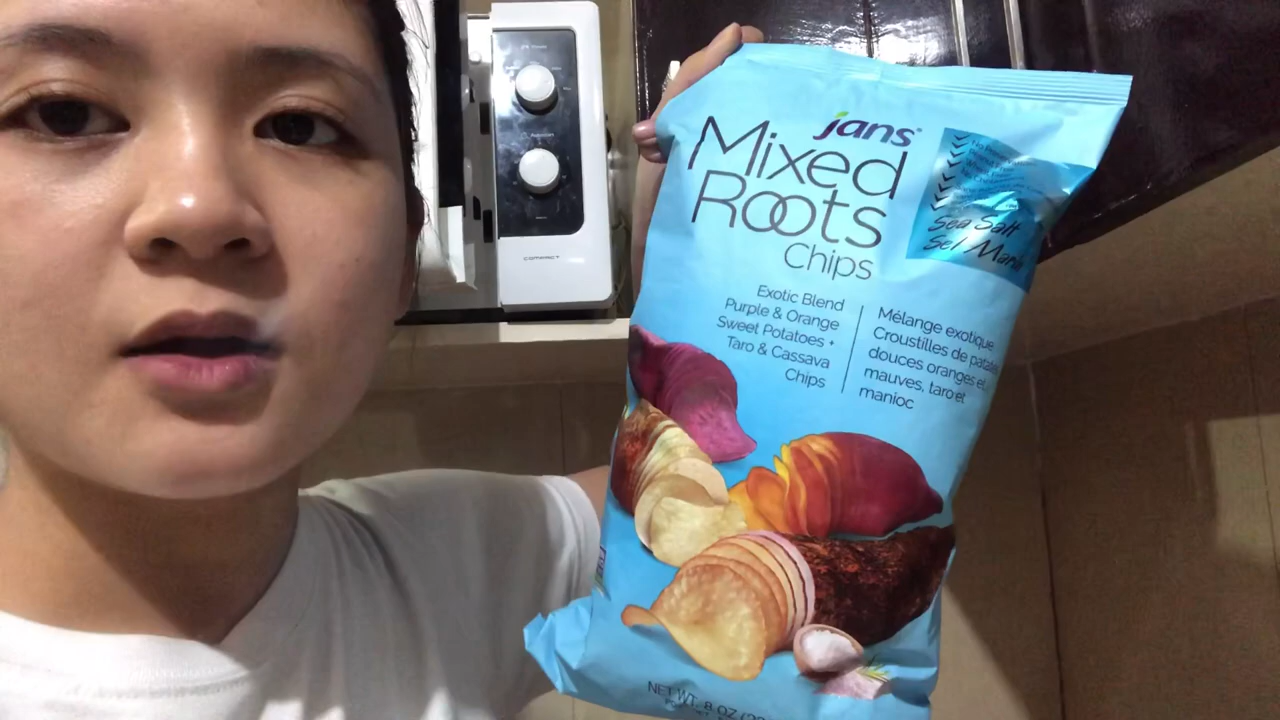 jans
Mixed
Roots
Chips
Sea Salt
Sel Marin
Exotic Blend
Purple & Orange
Sweet Potatoes +
Taro & Cassava
Chips
Mélange exotique
Croustilles de patates
douces oranges et
mauves, taro et
manioc
NET WT. 8 OZ